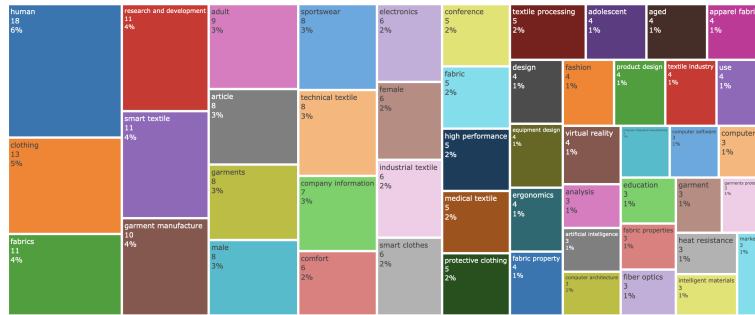 human
18
6%
clothing
13
5%
fabrics
11
4%
research and development
11
4%
smart textile
11
4%
garment manufacture
10
4%
adult
9
3%
article
8
3%
garments
8
3%
male
8
3%
sportswear
8
3%
technical textile
8
3%
company information
7
3%
comfort
6
2%
electronics
6
2%
female
6
2%
industrial textile
6
2%
smart clothes
6
2%
conference
5
2%
fabric
5
2%
high performance
5
2%
medical textile
5
2%
protective clothing
5
2%
textile processing
5
2%
design
4
1%
equipment design
4
1%
ergonomics
4
1%
fabric property
4
1%
adolescent
4
1%
aged
4
1%
apparel fabri
4
1%
fashion
4
1%
product design
4
1%
textile industry
4
1%
use
4
1%
virtual reality
4
1%
analysis
3
1%
artificial intelligence
3
1%
computer architecture
3
1%
computer software
3
1%
computer
3
1%
education
3
1%
fabric properties
3
1%
fiber optics
3
1%
garment
3
1%
garments prote
3
1%
heat resistance
3
1%
intelligent materials
3
1%
marke
3
1%